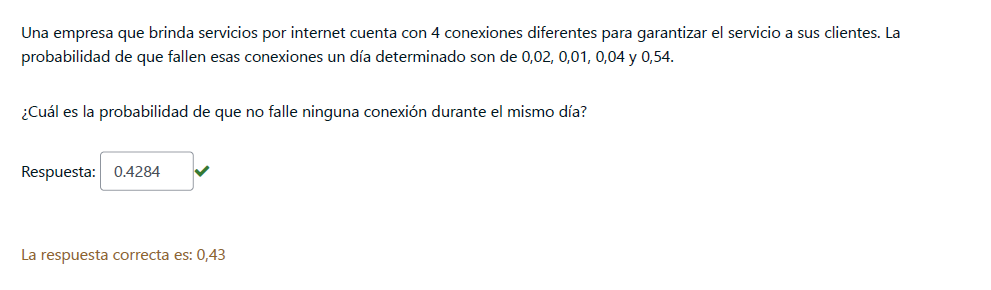 Una empresa que brinda servicios por internet cuenta con 4 conexiones diferentes para garantizar el servicio a sus clientes. La
probabilidad de que fallen esas conexiones un día determinado son de 0,02, 0,01, 0,04 y 0,54.
¿Cuál es la probabilidad de que no falle ninguna conexión durante el mismo día?
Respuesta: 0.4284
La respuesta correcta es: 0,43